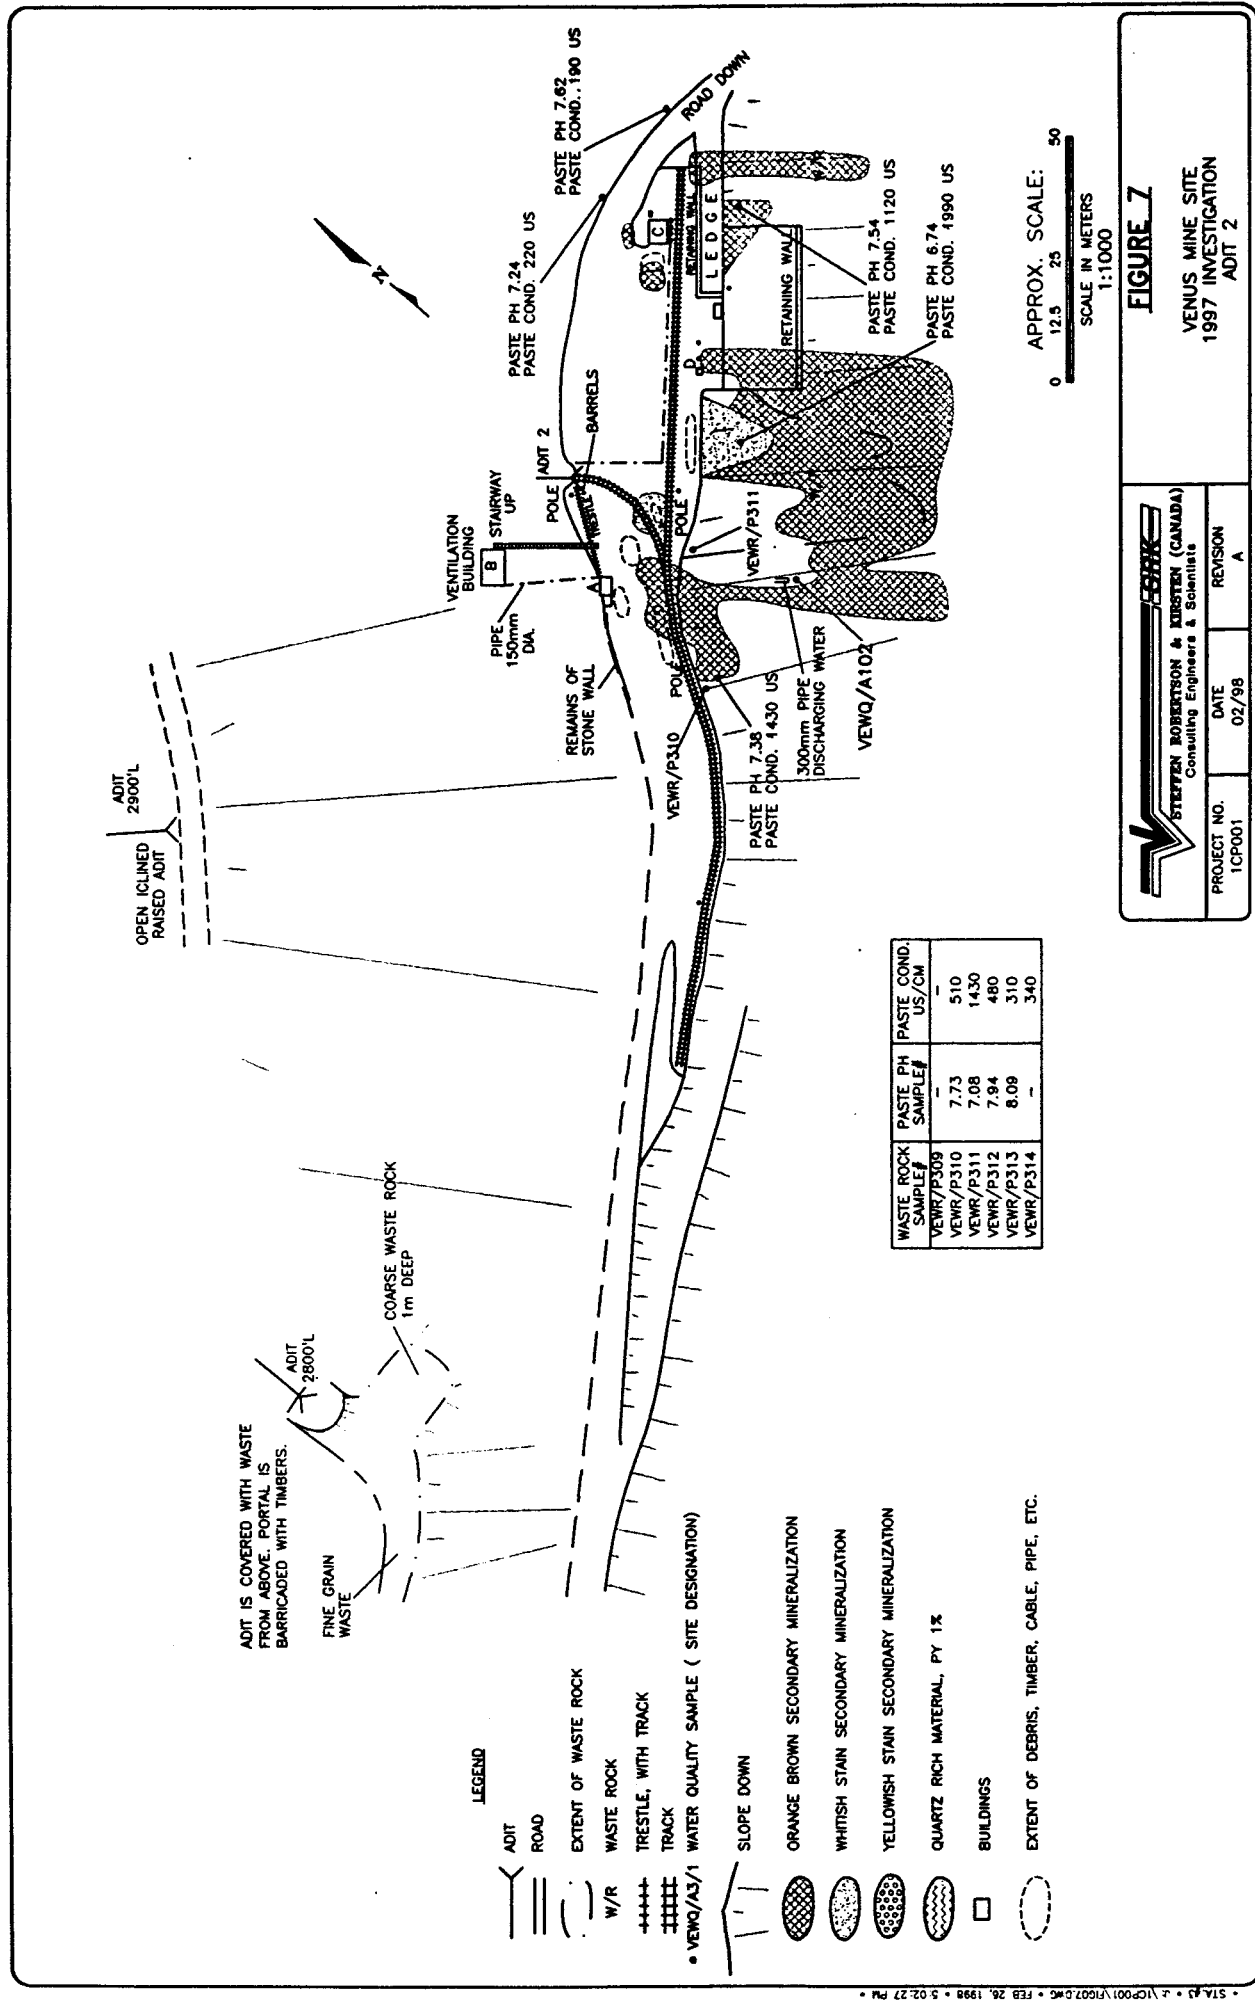 ADIT IS COVERED WITH WASTE
FROM ABOVE. PORTAL IS
BARRICADED WITH TIMBERS.
FINE GRAIN
WASTE
ADIT
2800'L
COARSE WASTE ROCK
1m DEEP
OPEN ICLINED
RAISED ADIT
ADIT
2900'L
VENTILATION
BUILDING
B
STAIRWAY
UP
PIPE
150mm
DIA.
POLE
ADIT 2
BARRELS
TRESTLE
A
REMAINS OF
STONE WALL
PASTE PH 7.24
PASTE COND. 220 US
PASTE PH 7.62
PASTE COND. 190 US
ROAD DOWN
N
C
RETAINING WALL
LEDGE
W/R
D
RETAINING WALL
POLE
VEWR/P311
W/R
POLE
VEWR/P310
PASTE PH 7.38
PASTE COND. 1430 US
300mm PIPE
DISCHARGING WATER
VEWQ/A102
PASTE PH 7.54
PASTE COND. 1120 US
PASTE PH 6.74
PASTE COND. 1990 US
LEGEND
ADIT
ROAD
EXTENT OF WASTE ROCK
W/R WASTE ROCK
TRESTLE, WITH TRACK
TRACK
VEWQ/A3/1 WATER QUALITY SAMPLE ( SITE DESIGNATION)
SLOPE DOWN
ORANGE BROWN SECONDARY MINERALIZATION
WHITISH STAIN SECONDARY MINERALIZATION
YELLOWISH STAIN SECONDARY MINERALIZATION
QUARTZ RICH MATERIAL, PY 1%
BUILDINGS
EXTENT OF DEBRIS, TIMBER, CABLE, PIPE, ETC.
WASTE ROCK SAMPLE# PASTE PH SAMPLE# PASTE COND. US/CM
VEWR/P309 - -
VEWR/P310 7.73 510
VEWR/P311 7.08 1430
VEWR/P312 7.94 480
VEWR/P313 8.09 310
VEWR/P314 - 340
APPROX. SCALE:
0 12.5 25 50
SCALE IN METERS
1:1000
SRK
STEFFEN ROBERTSON & KIRSTEN (CANADA)
Consulting Engineers & Scientists
PROJECT NO.
1CP001
DATE
02/98
REVISION
A
FIGURE 7
VENUS MINE SITE
1997 INVESTIGATION
ADIT 2
J:\1CP001\FIG07.DWG • FEB 26, 1998 • 5:02:27 PM